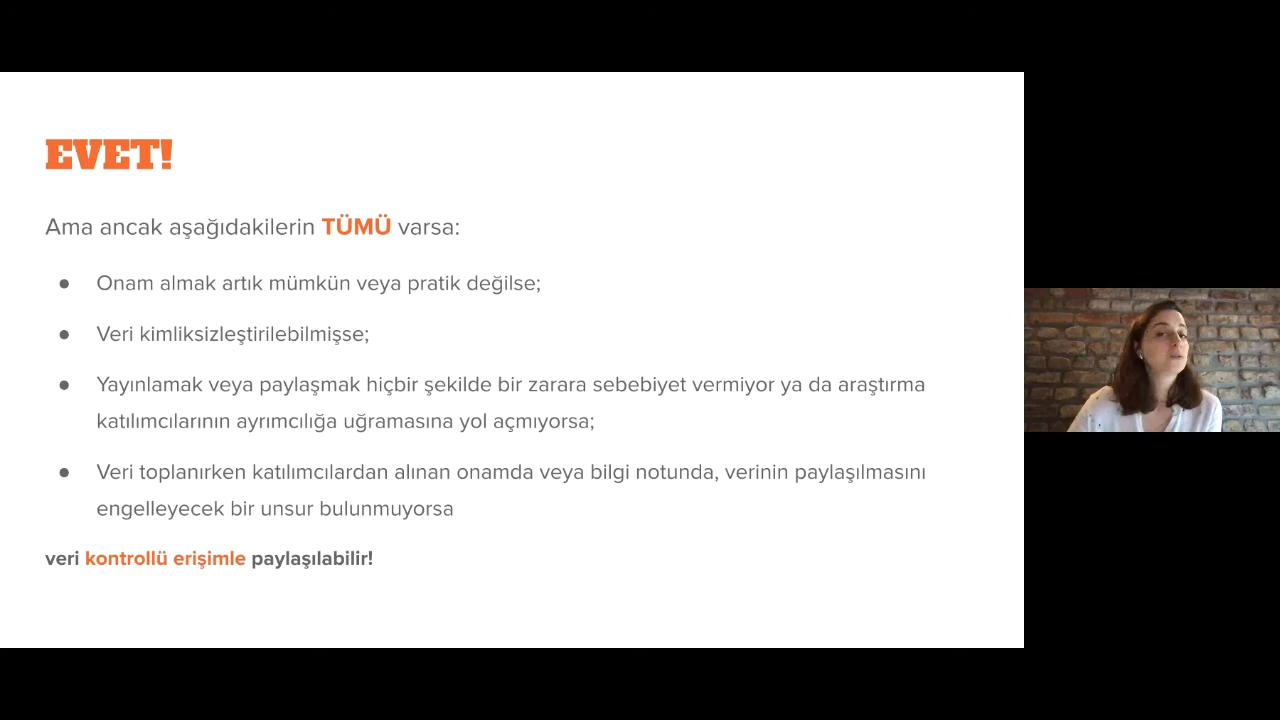 EVET!
Ama ancak aşağıdakilerin TÜMÜ varsa:
● Onam almak artık mümkün veya pratik değilse;
● Veri kimliksizleştirilebilmişse;
● Yayınlamak veya paylaşmak hiçbir şekilde bir zarara sebebiyet vermiyor ya da araştırma
katılımcılarının ayrımcılığa uğramasına yol açmıyorsa;
● Veri toplanırken katılımcılardan alınan onamda veya bilgi notunda, verinin paylaşılmasını
engelleyecek bir unsur bulunmuyorsa
veri kontrollü erişimle paylaşılabilir!